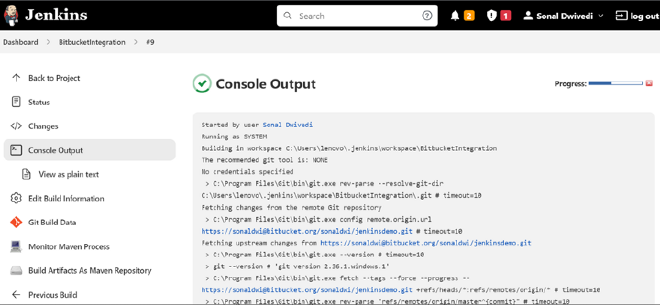 Jenkins
Search
2
1
Sonal Dwivedi
log out
Dashboard
BitbucketIntegration
#9
Back to Project
Status
Changes
Console Output
View as plain text
Edit Build Information
Git Build Data
Monitor Maven Process
Build Artifacts As Maven Repository
Previous Build
Console Output
Progress:
Started by user Sonal Dwivedi
Running as SYSTEM
Building in workspace C:\Users\lenovo\.jenkins\workspace\BitbucketIntegration
The recommended git tool is: NONE
No credentials specified
> C:\Program Files\Git\bin\git.exe rev-parse --resolve-git-dir
C:\Users\lenovo\.jenkins\workspace\BitbucketIntegration\.git # timeout=10
Fetching changes from the remote Git repository
> C:\Program Files\Git\bin\git.exe config remote.origin.url
https://sonaldwi@bitbucket.org/sonaldwi/jenkinsdemo.git # timeout=10
Fetching upstream changes from https://sonaldwi@bitbucket.org/sonaldwi/jenkinsdemo.git
> C:\Program Files\Git\bin\git.exe --version # timeout=10
> git --version # 'git version 2.36.1.windows.1'
> C:\Program Files\Git\bin\git.exe fetch --tags --force --progress --
https://sonaldwi@bitbucket.org/sonaldwi/jenkinsdemo.git +refs/heads/*:refs/remotes/origin/* # timeout=10
> C:\Program Files\Git\bin\git.exe rev-parse "refs/remotes/origin/master^{commit}" # timeout=10